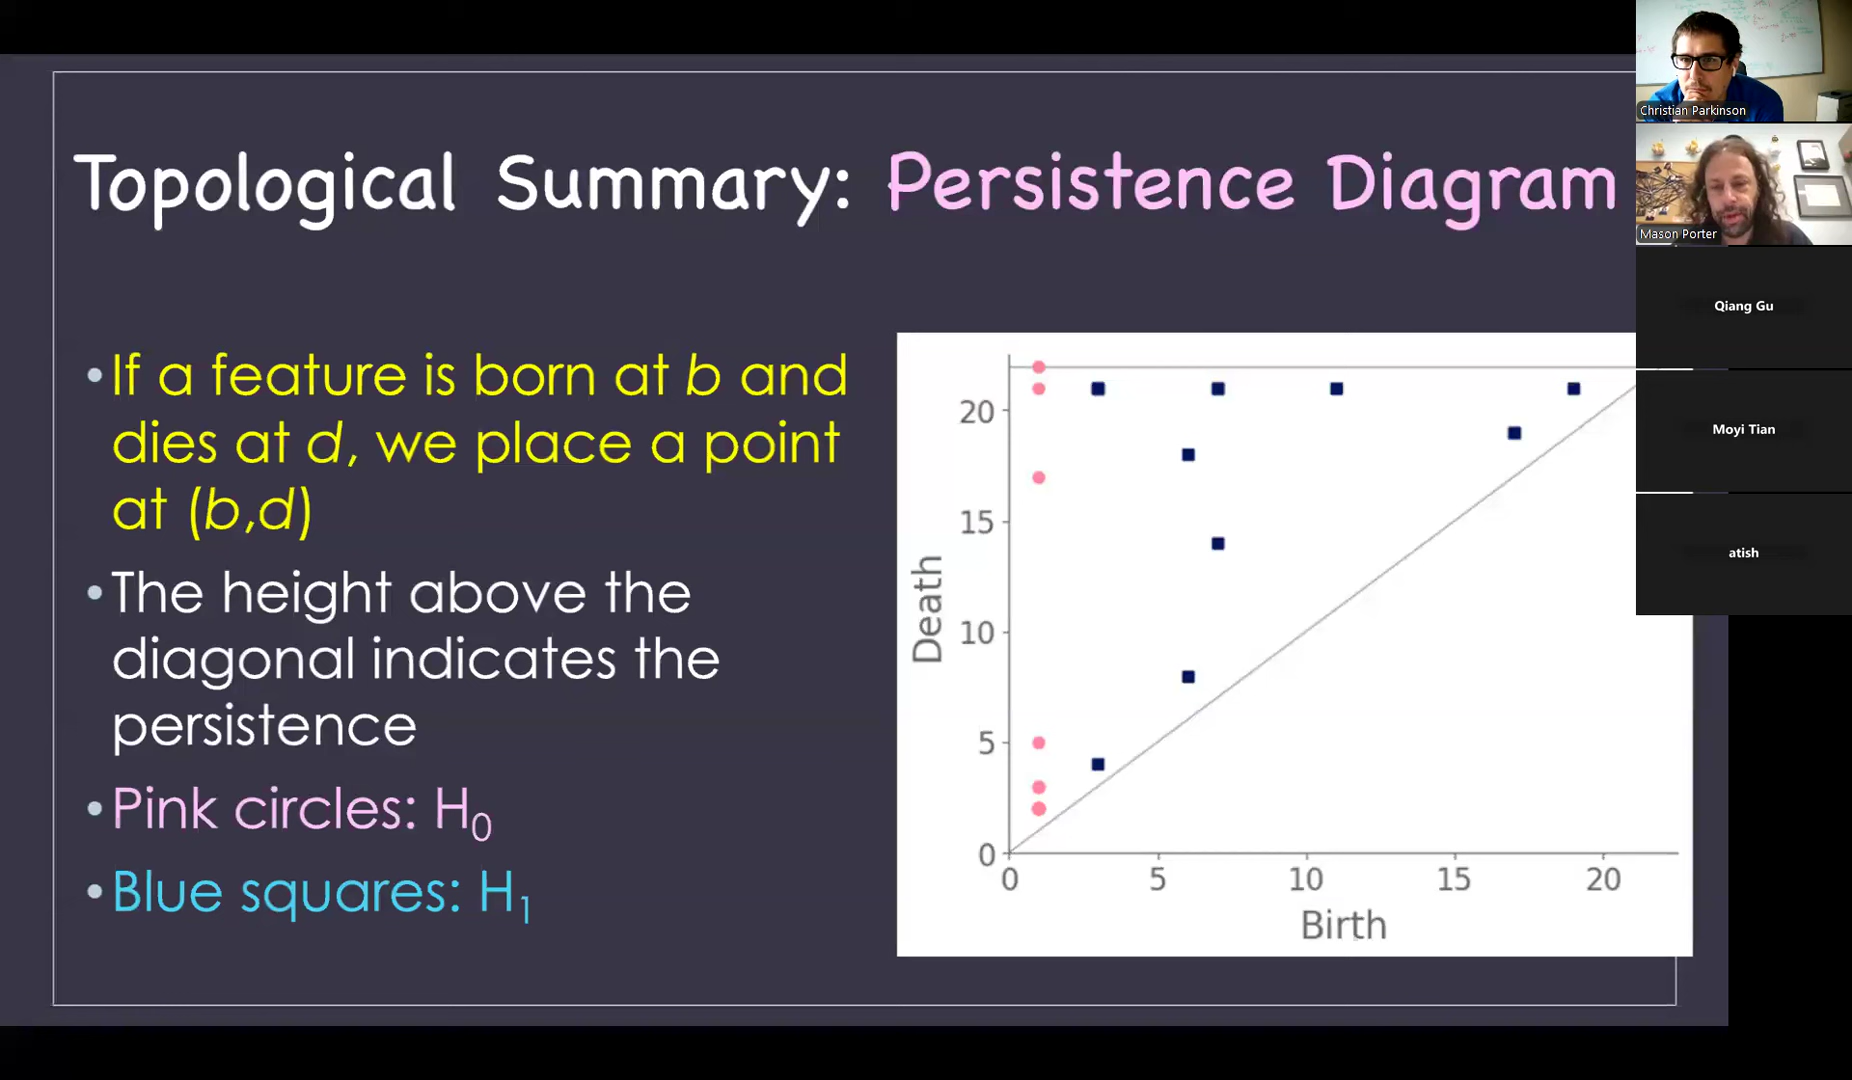 Topological Summary: Persistence Diagram
•If a feature is born at b and
dies at d, we place a point
at (b,d)
•The height above the
diagonal indicates the
persistence
•Pink circles: H₀
•Blue squares: H₁
Death
20
15
10
5
0
0 5 10 15 20
Birth
Christian Parkinson
Mason Porter
Qiang Gu
Moyi Tian
atish